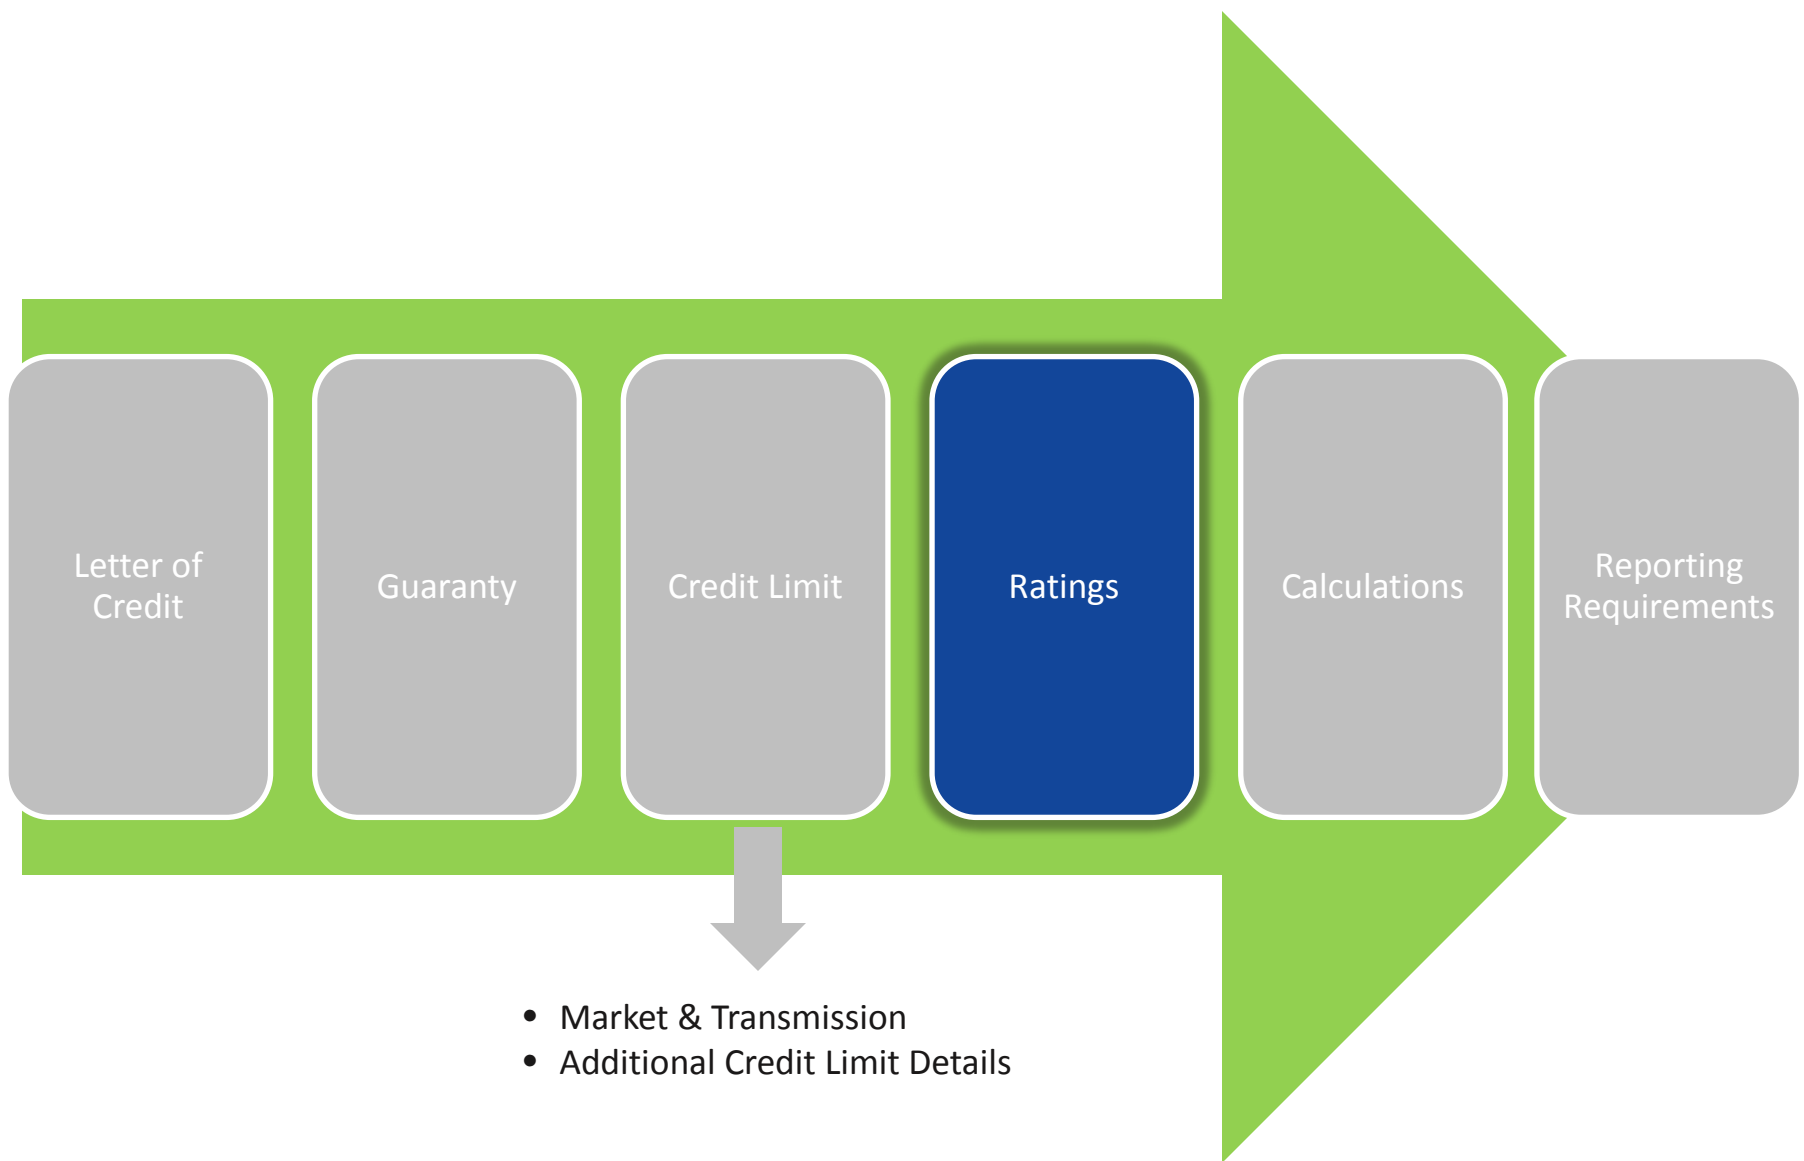 Letter of
Credit
Guaranty
Credit Limit
Ratings
Calculations
Reporting
Requirements
• Market & Transmission
• Additional Credit Limit Details